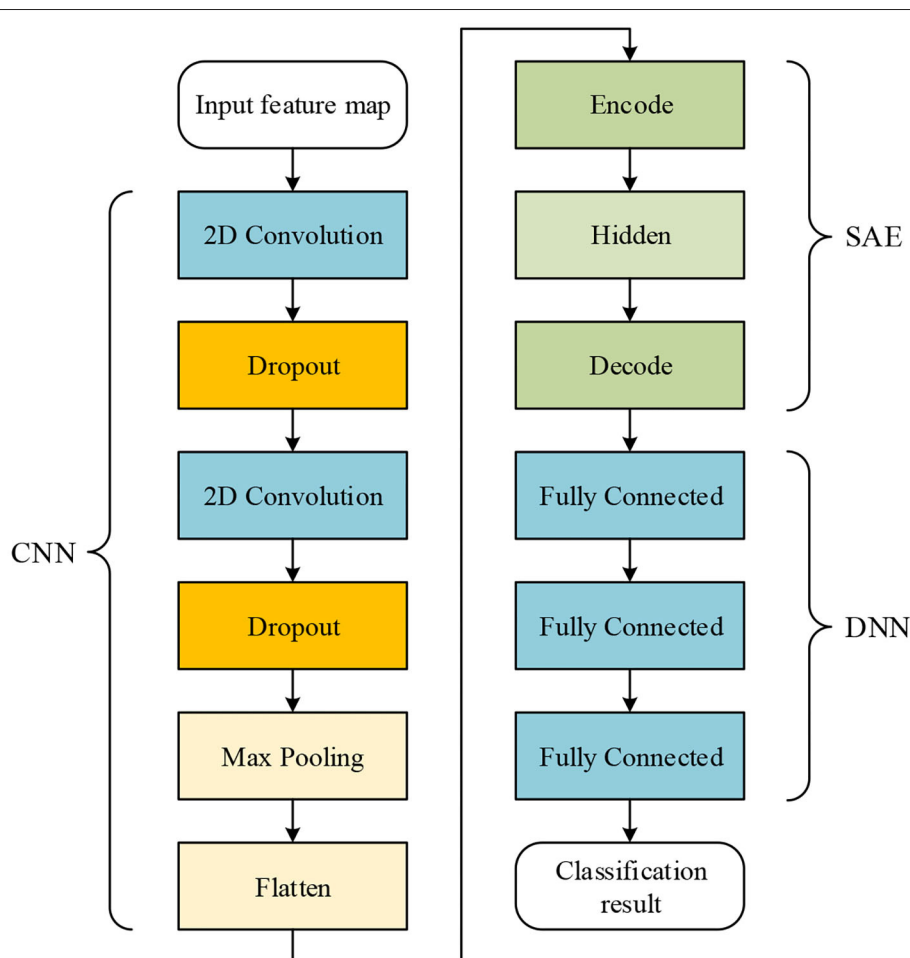 Input feature map
2D Convolution
Dropout
2D Convolution
Dropout
Max Pooling
Flatten
CNN
Encode
Hidden
Decode
SAE
Fully Connected
Fully Connected
Fully Connected
DNN
Classification
result